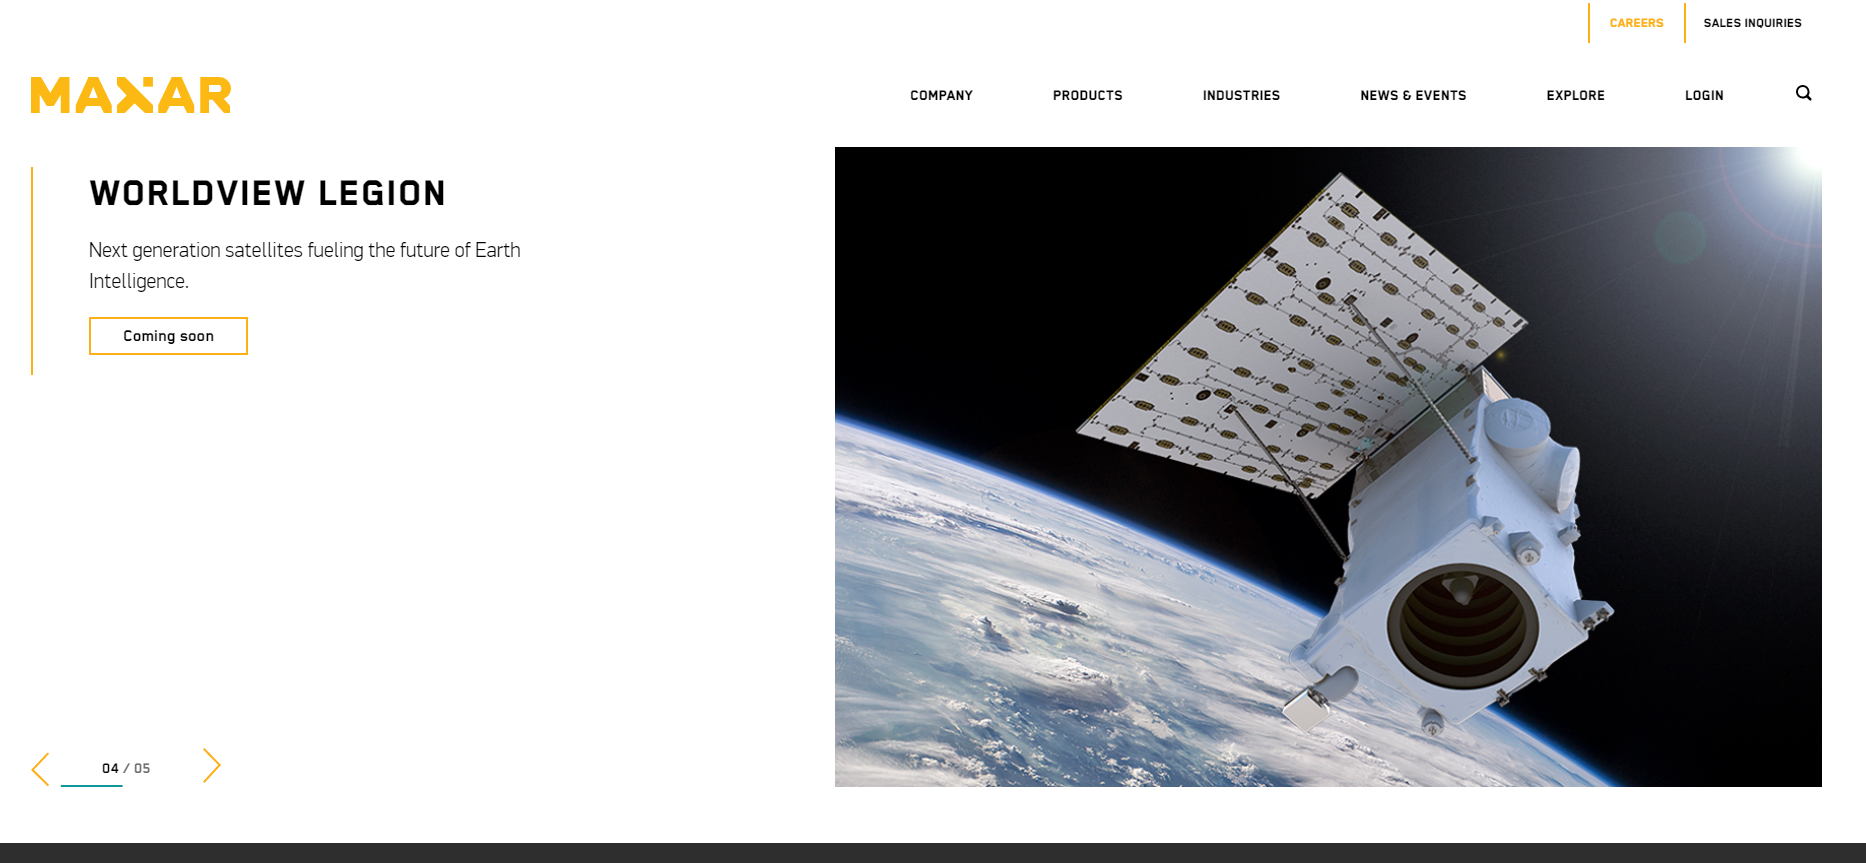 CAREERS
SALES INQUIRIES
MAXAR
COMPANY
PRODUCTS
INDUSTRIES
NEWS & EVENTS
EXPLORE
LOGIN
WORLDVIEW LEGION
Next generation satellites fueling the future of Earth
Intelligence.
Coming soon
04 / 05